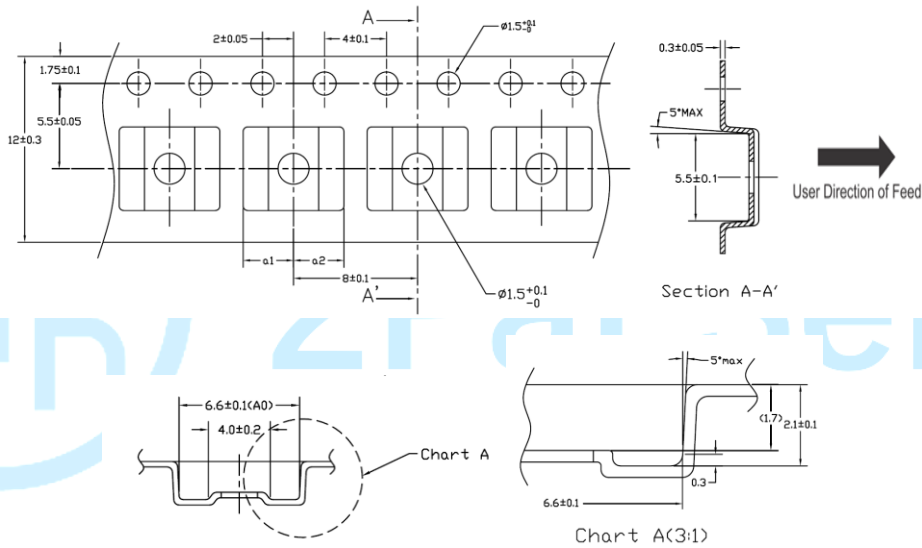 A
2±0.05
4±0.1
Ø1.5+0.1 -0
0.3±0.05
1.75±0.1
5.5±0.05
12±0.3
5°MAX
5.5±0.1
User Direction of Feed
a1
a2
8±0.1
A'
Ø1.5+0.1 -0
Section A-A'
5°max
6.6±0.1(A0)
4.0±0.2
Chart A
(1.7)
2.1±0.1
0.3
6.6±0.1
Chart A(3:1)